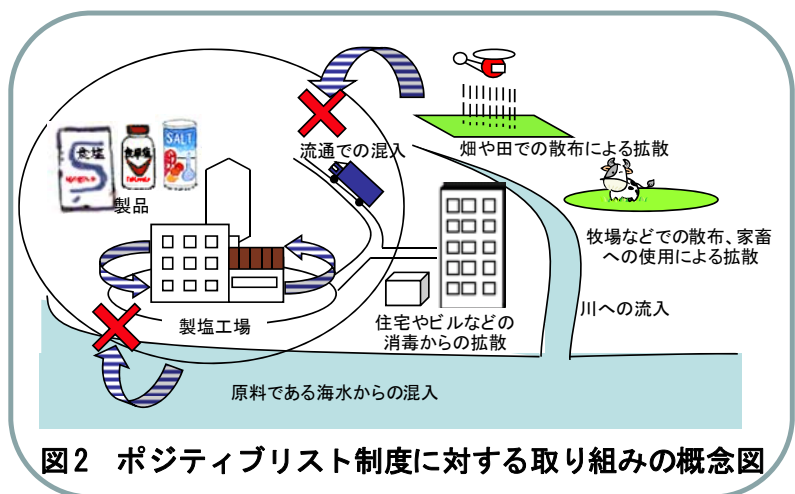 流通での混入
畑や田での散布による拡散
SALT
食塩
食卓塩
製品
牧場などでの散布、家畜
への使用による拡散
川への流入
製塩工場
住宅やビルなどの
消毒からの拡散
原料である海水からの混入
図2 ポジティブリスト制度に対する取り組みの概念図